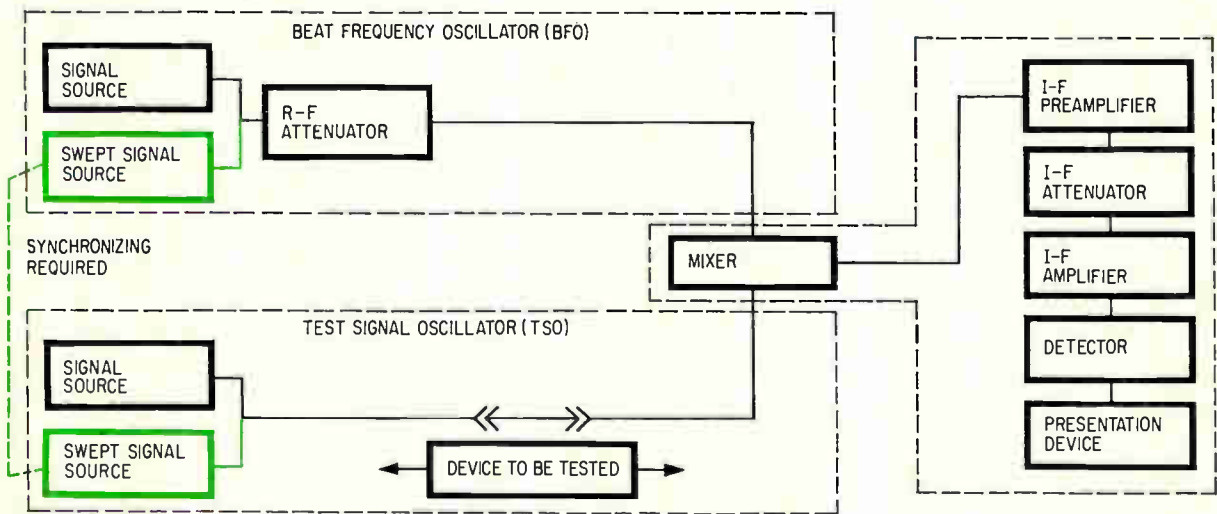 BEAT FREQUENCY OSCILLATOR (BFO)
SIGNAL
SOURCE
R-F
ATTENUATOR
SWEPT SIGNAL
SOURCE
SYNCHRONIZING
REQUIRED
MIXER
TEST SIGNAL OSCILLATOR (TSO)
SIGNAL
SOURCE
SWEPT SIGNAL
SOURCE
DEVICE TO BE TESTED
I-F
PREAMPLIFIER
I-F
ATTENUATOR
I-F
AMPLIFIER
DETECTOR
PRESENTATION
DEVICE